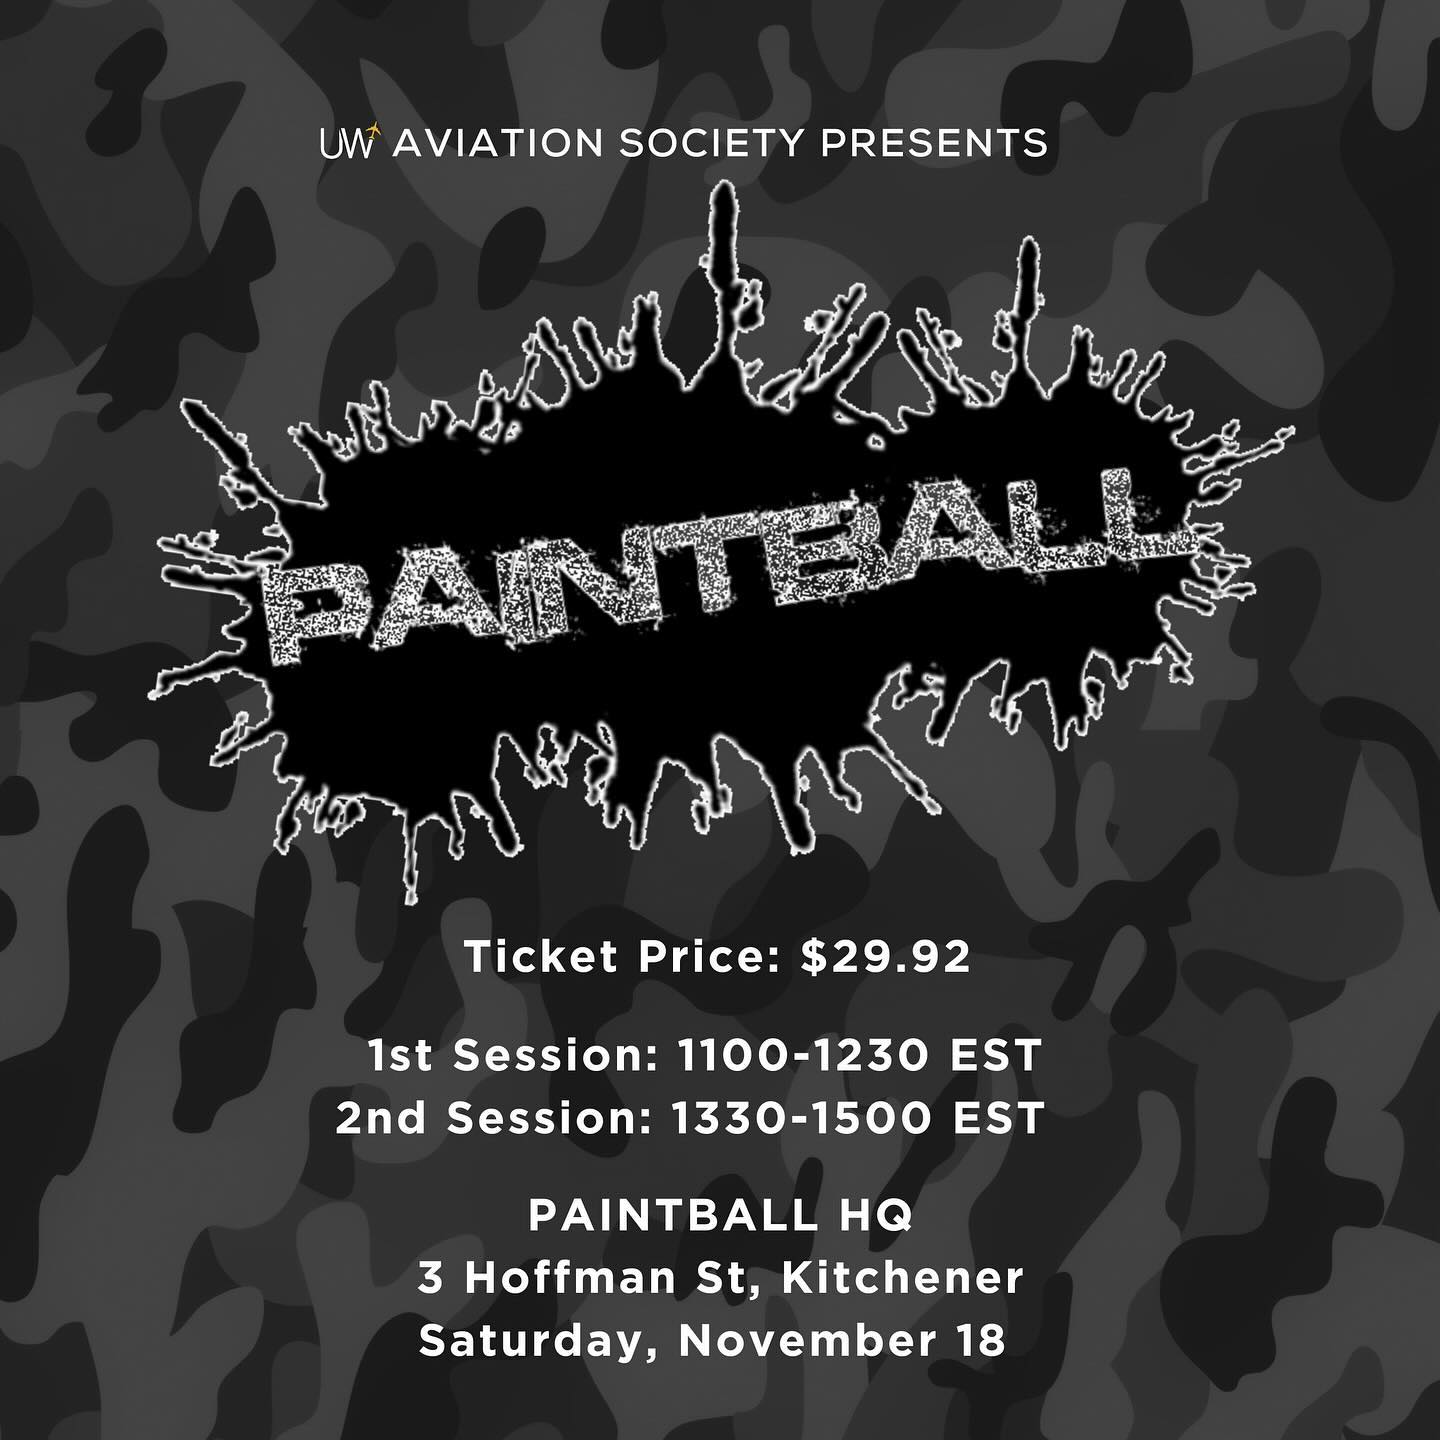 UW AVIATION SOCIETY PRESENTS
PAINTBALL
Ticket Price: $29.92
1st Session: 1100-1230 EST
2nd Session: 1330-1500 EST
PAINTBALL HQ
3 Hoffman St, Kitchener
Saturday, November 18